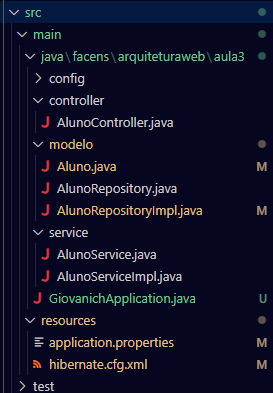 src
main
java\facens\arquiteturaweb\aula3
config
controller
AlunoController.java
modelo
Aluno.java M
AlunoRepository.java
AlunoRepositoryImpl.java M
service
AlunoService.java
AlunoServiceImpl.java
GiovanichApplication.java U
resources
application.properties M
hibernate.cfg.xml M
test